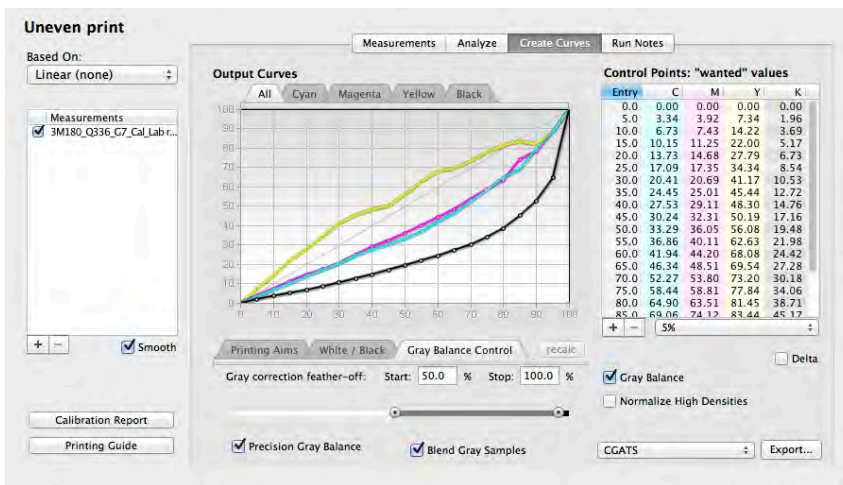 Uneven print
Based On:
Linear (none)
Measurements
3M180_Q336_G7_Cal_Lab r...
+ −
Smooth
Calibration Report
Printing Guide
Measurements Analyze Create Curves Run Notes
Output Curves
All Cyan Magenta Yellow Black
100
90
80
70
60
50
40
30
20
10
0
0 10 20 30 40 50 60 70 80 90 100
Printing Aims White / Black Gray Balance Control recalc
Gray correction feather-off: Start: 50.0 % Stop: 100.0 %
Precision Gray Balance Blend Gray Samples
Control Points: "wanted" values
Entry C M Y K
0.0 0.00 0.00 0.00 0.00
5.0 3.34 3.92 7.34 1.96
10.0 6.73 7.43 14.22 3.69
15.0 10.15 11.25 22.00 5.17
20.0 13.73 14.68 27.79 6.73
25.0 17.09 17.35 34.34 8.54
30.0 20.41 20.69 41.17 10.53
35.0 24.45 25.01 45.44 12.72
40.0 27.53 29.11 48.30 14.76
45.0 30.24 32.31 50.19 17.16
50.0 33.29 36.05 56.08 19.48
55.0 36.86 40.11 62.63 21.98
60.0 41.94 44.20 68.08 24.42
65.0 46.34 48.51 69.54 27.28
70.0 52.27 53.80 73.20 30.18
75.0 58.44 58.81 77.84 34.06
80.0 64.90 63.51 81.45 38.71
85.0 69.06 74.12 83.44 45.17
+ − 5%
Delta
Gray Balance
Normalize High Densities
CGATS Export...